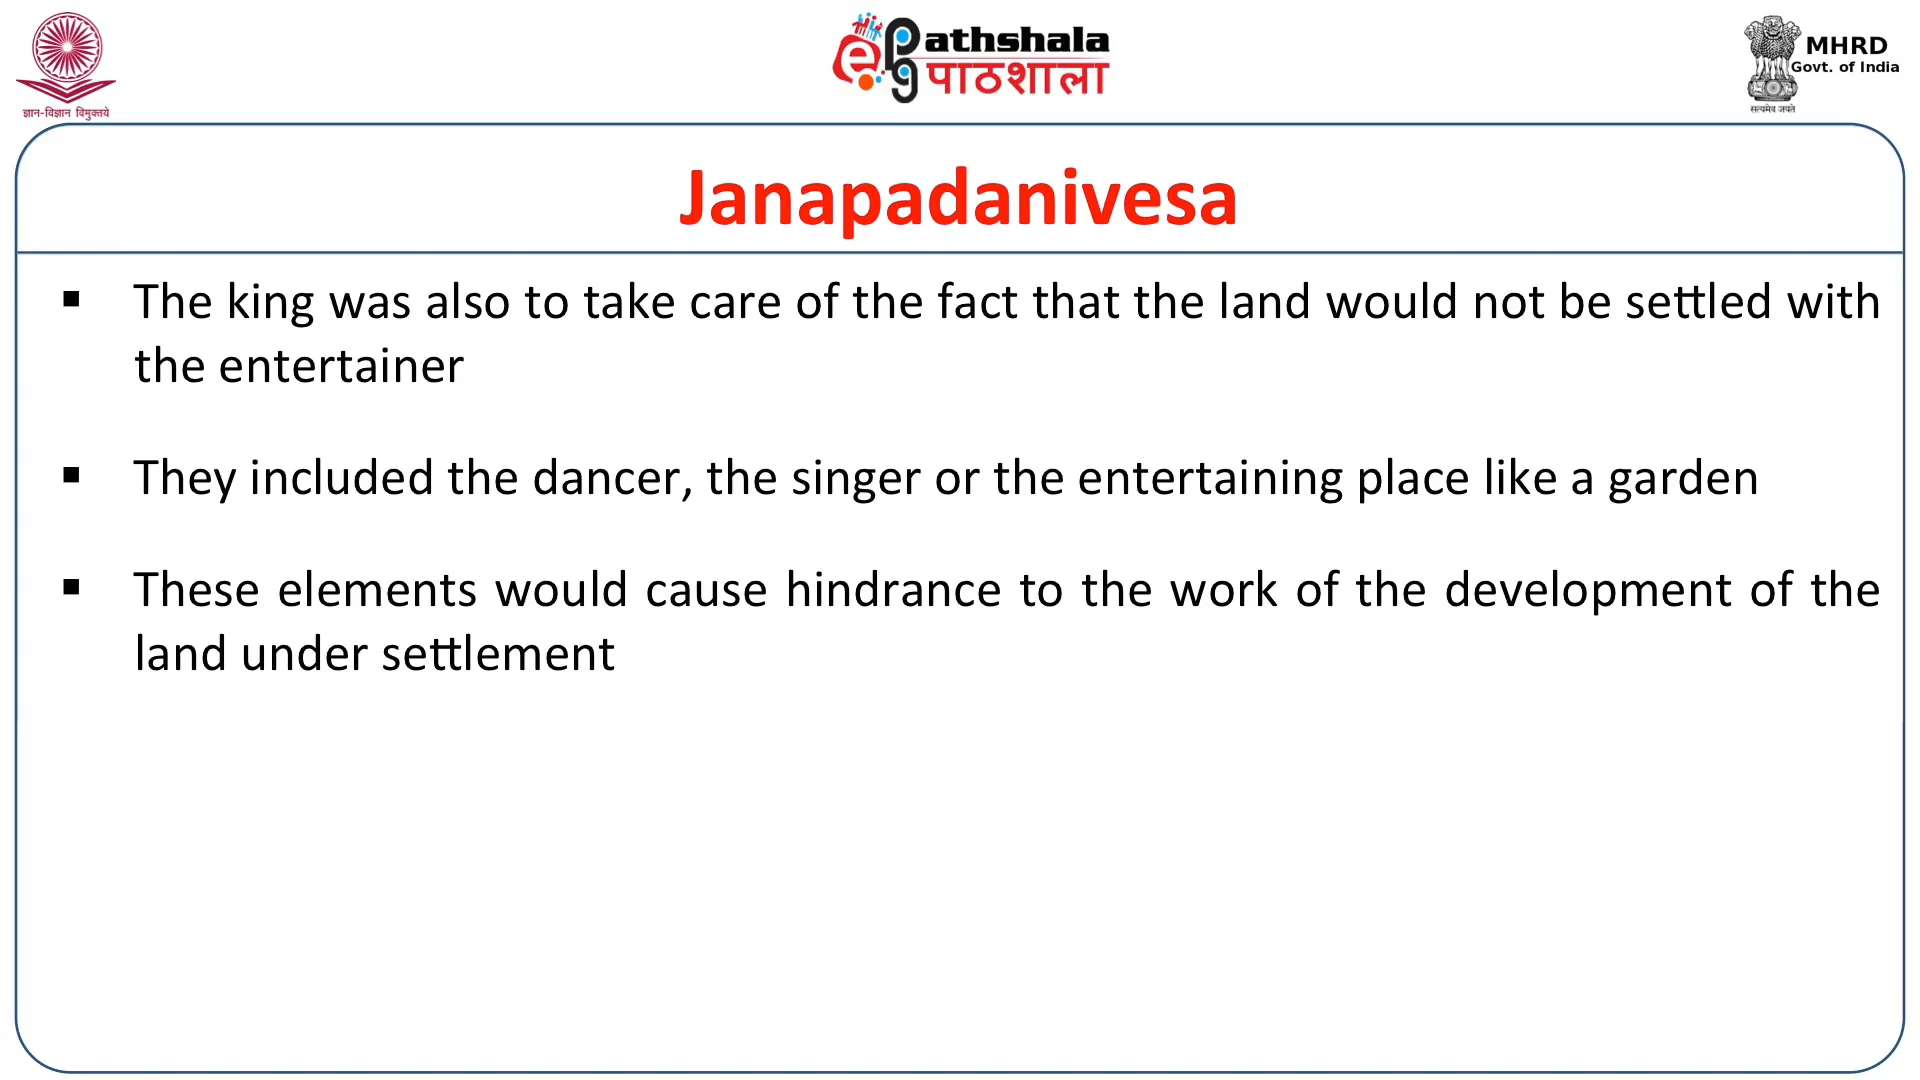 ज्ञान-विज्ञान विमुक्तये
e Pathshala
pg पाठशाला
MHRD
Govt. of India
सत्यमेव जयते
Janapadanivesa
▪ The king was also to take care of the fact that the land would not be settled with
the entertainer
▪ They included the dancer, the singer or the entertaining place like a garden
▪ These elements would cause hindrance to the work of the development of the
land under settlement